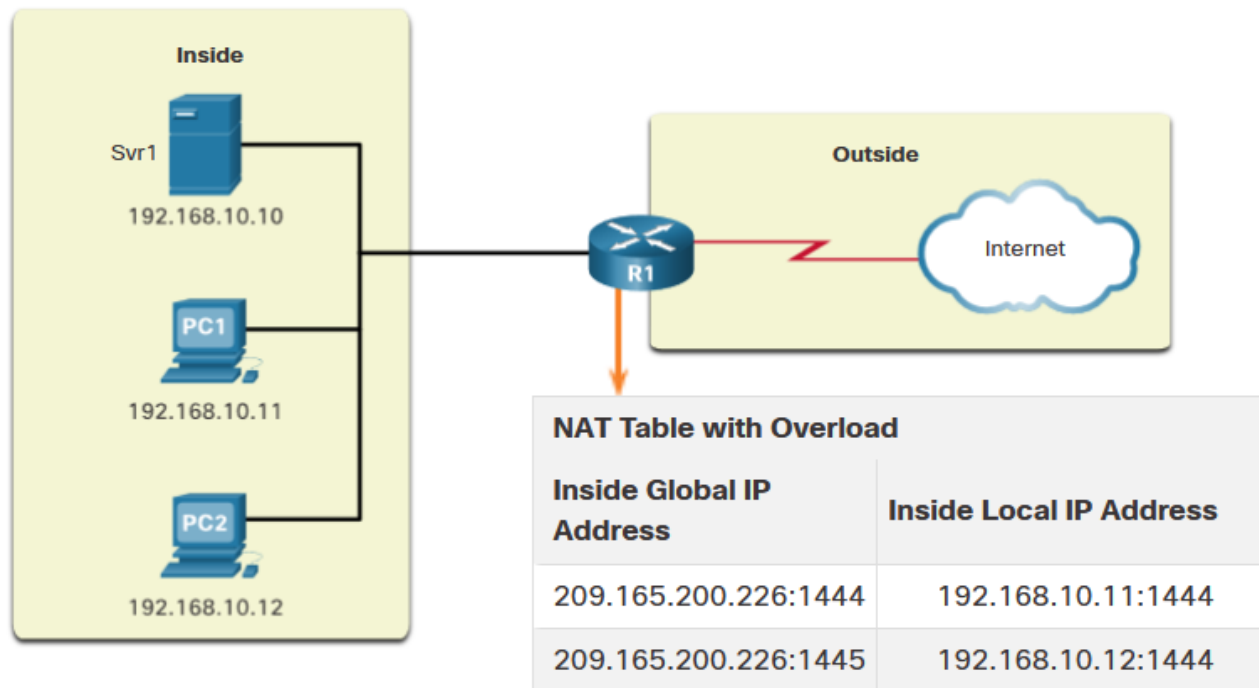 Inside
Svr1
192.168.10.10
PC1
192.168.10.11
PC2
192.168.10.12
Outside
R1
Internet
NAT Table with Overload
Inside Global IP
Address
Inside Local IP Address
209.165.200.226:1444 192.168.10.11:1444
209.165.200.226:1445 192.168.10.12:1444